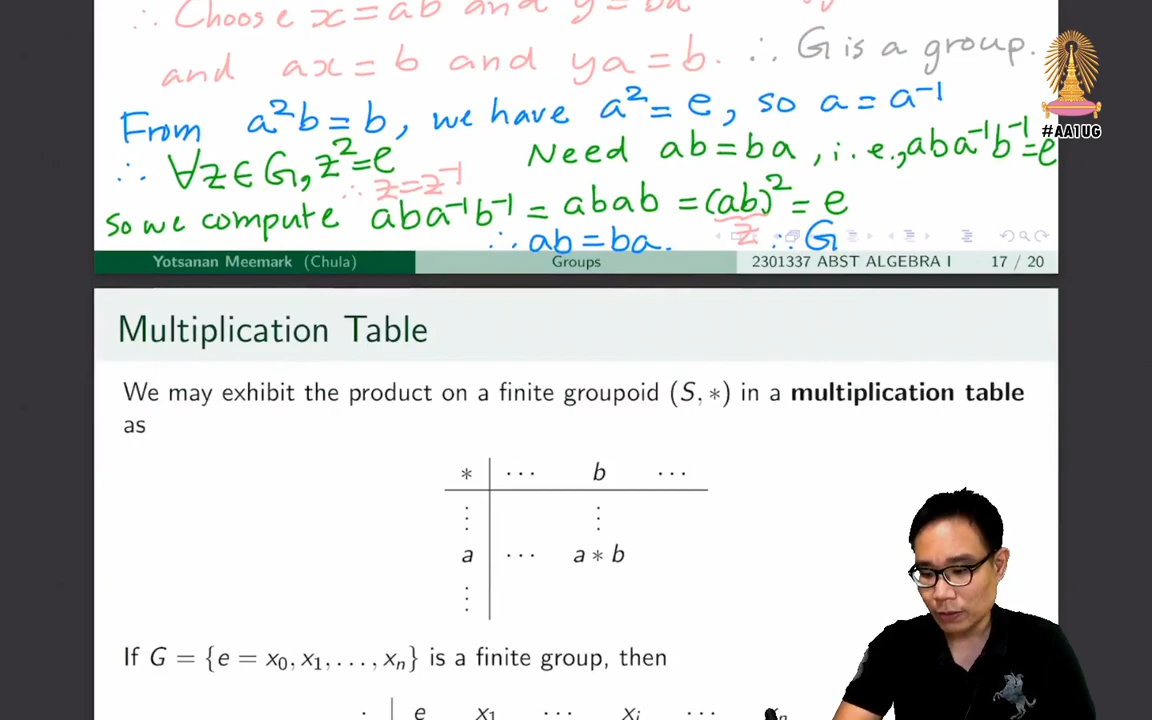 ∴ Choose x = ab and y = ba
and ax = b and ya = b. ∴ G is a group.
From a²b = b, we have a² = e, so a = a⁻¹
∴ ∀z ∈ G, z² = e
∴ z = z⁻¹
Need ab = ba, i.e., aba⁻¹b⁻¹ = e
So we compute aba⁻¹b⁻¹ = abab = (ab)² = e
z
∴ ab = ba. ∴ G
#AA1UG
Yotsanan Meemark (Chula) Groups 2301337 ABST ALGEBRA I 17 / 20
Multiplication Table
We may exhibit the product on a finite groupoid (S, ∗) in a multiplication table
as
∗ ⋯ b ⋯
⋮ ⋮
a ⋯ a ∗ b
⋮
If G = {e = x₀, x₁, . . . , xₙ} is a finite group, then
· e x₁ ⋯ xⱼ ⋯